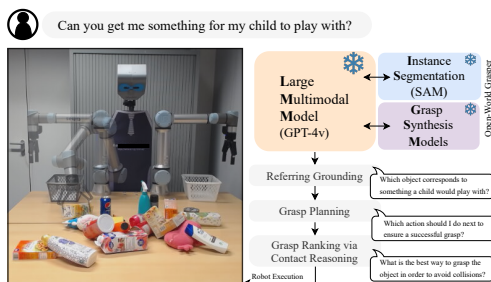 Can you get me something for my child to play with?
Large
Multimodal
Model
(GPT-4v)
Instance
Segmentation
(SAM)
Grasp
Synthesis
Models
Open-World Grasper
Referring Grounding
Which object corresponds to
something a child would play with?
Grasp Planning
Which action should I do next to
ensure a successful grasp?
Grasp Ranking via
Contact Reasoning
What is the best way to grasp the
object in order to avoid collisions?
Robot Execution